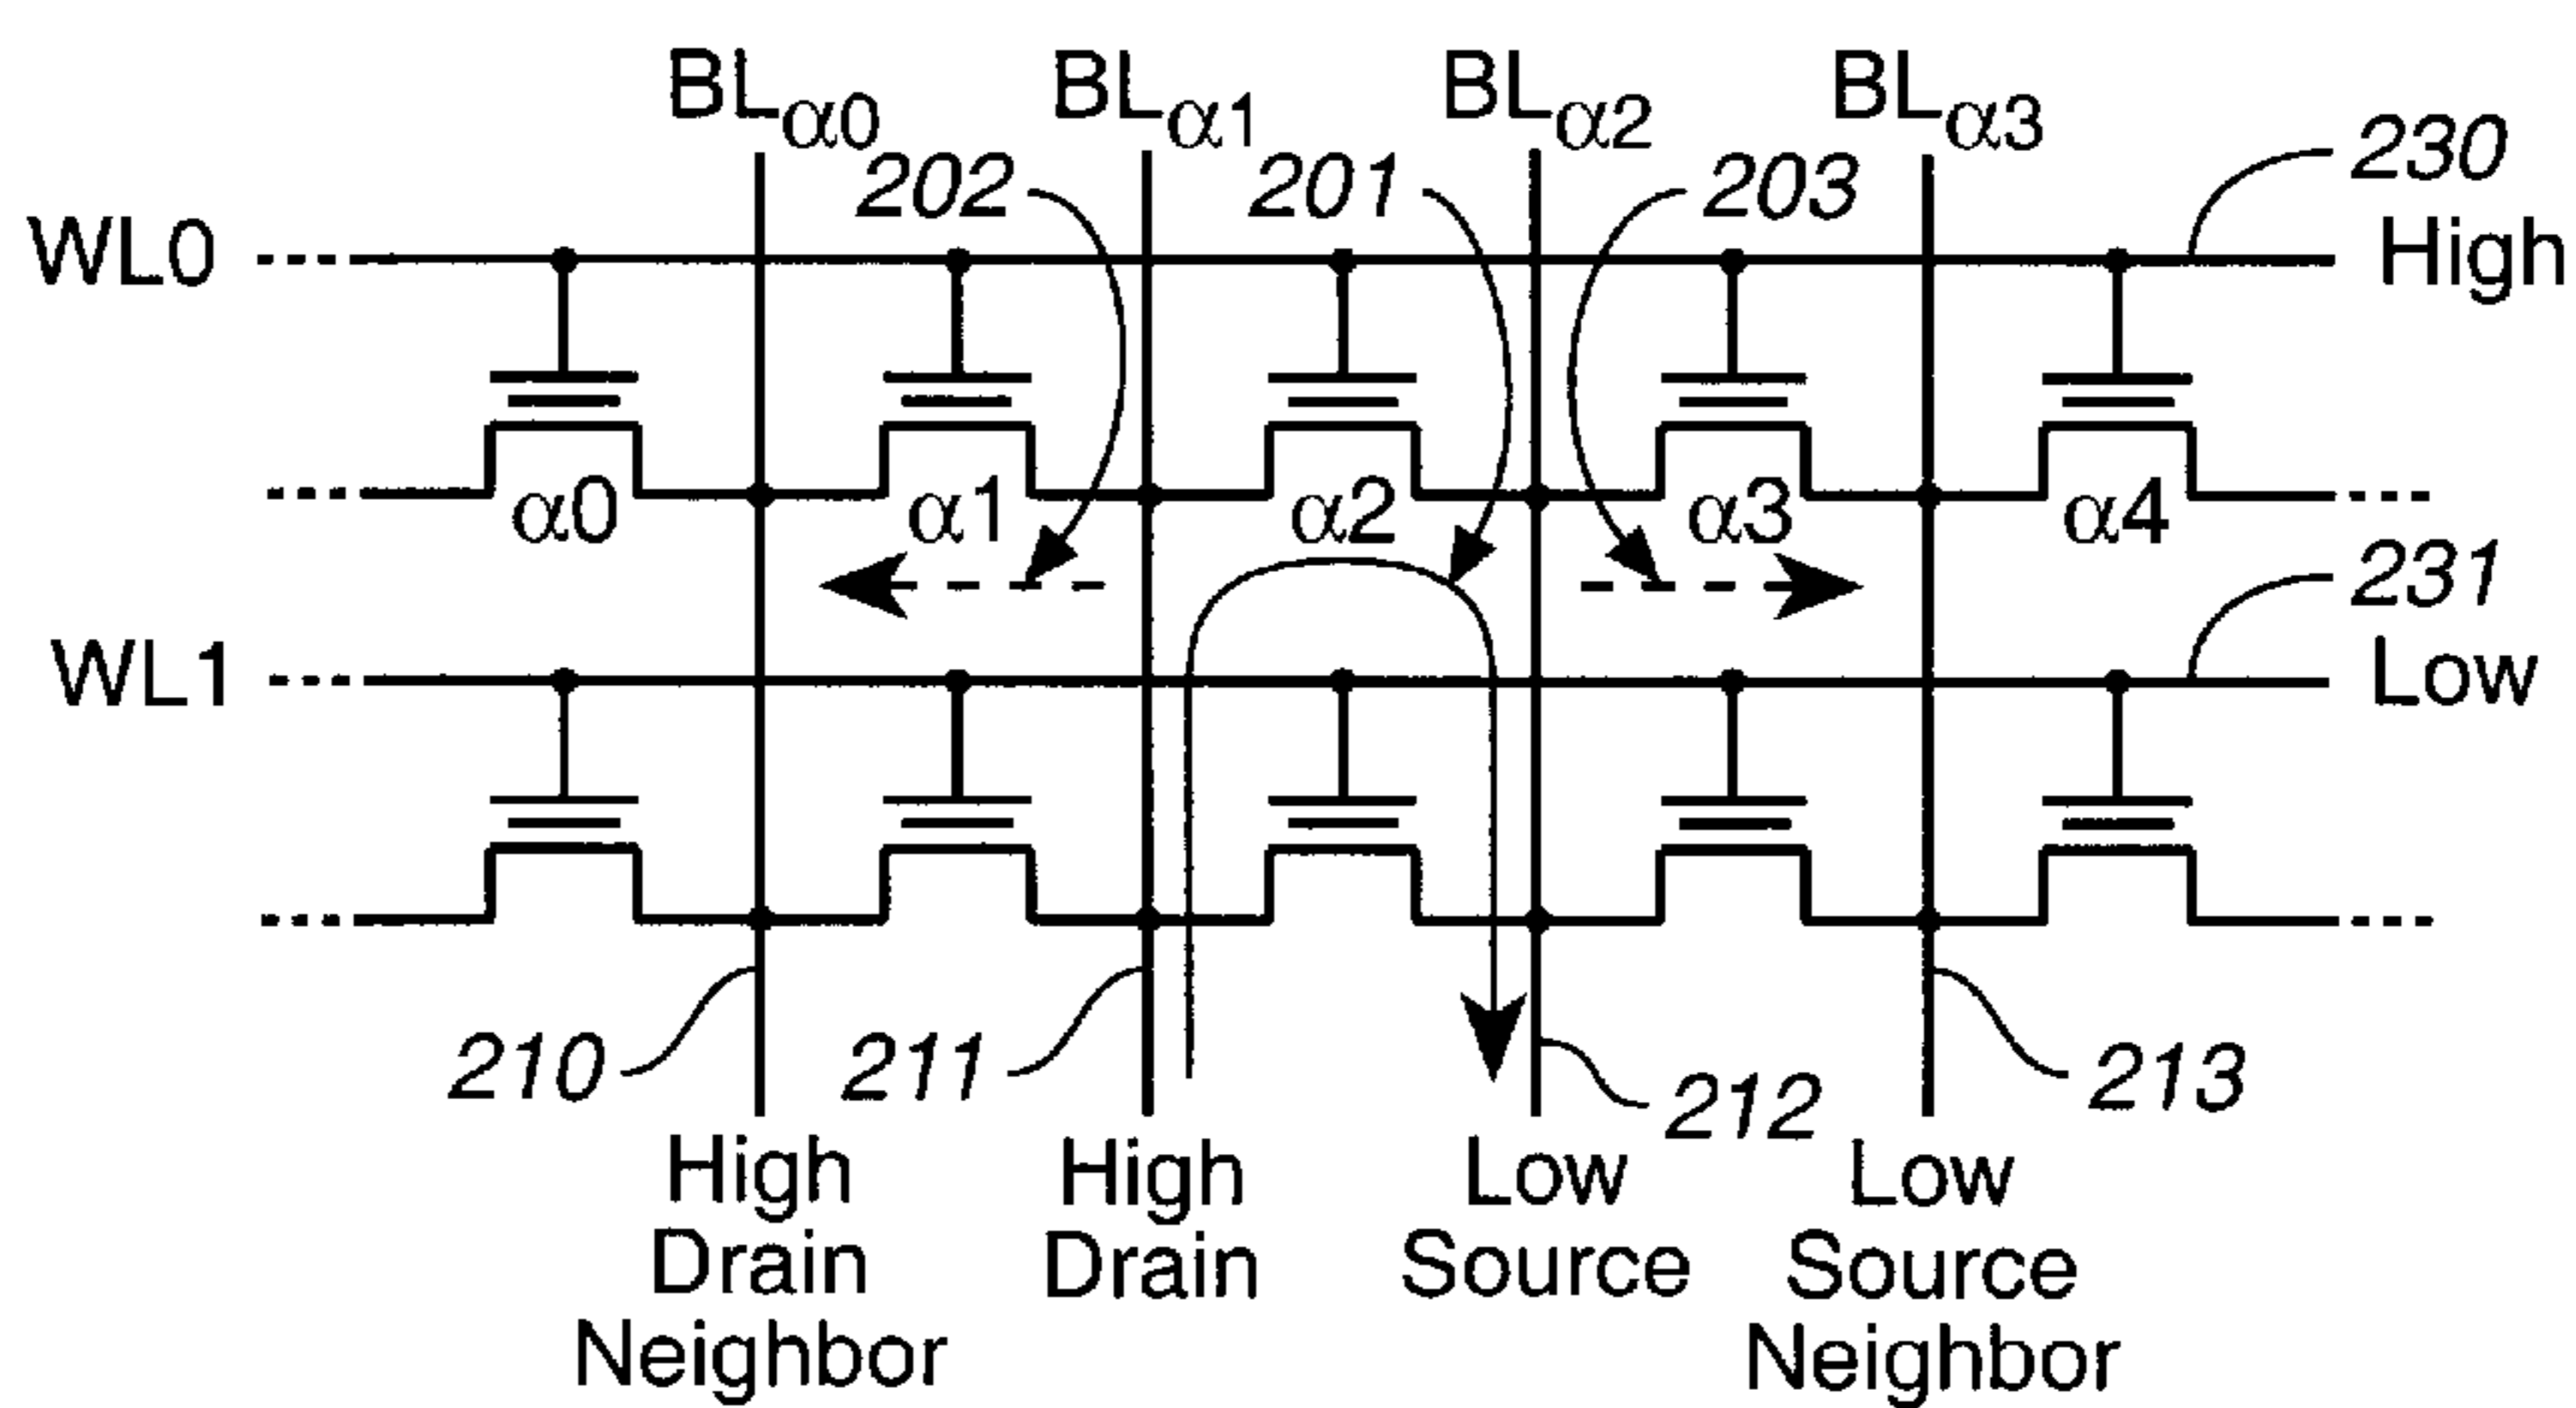 BLα0 BLα1 BLα2 BLα3
202 201 203 230
WL0 High
α0 α1 α2 α3 α4
231
WL1 Low
210 211 212 213
High Drain Neighbor
High Drain
Low Source
Low Source Neighbor